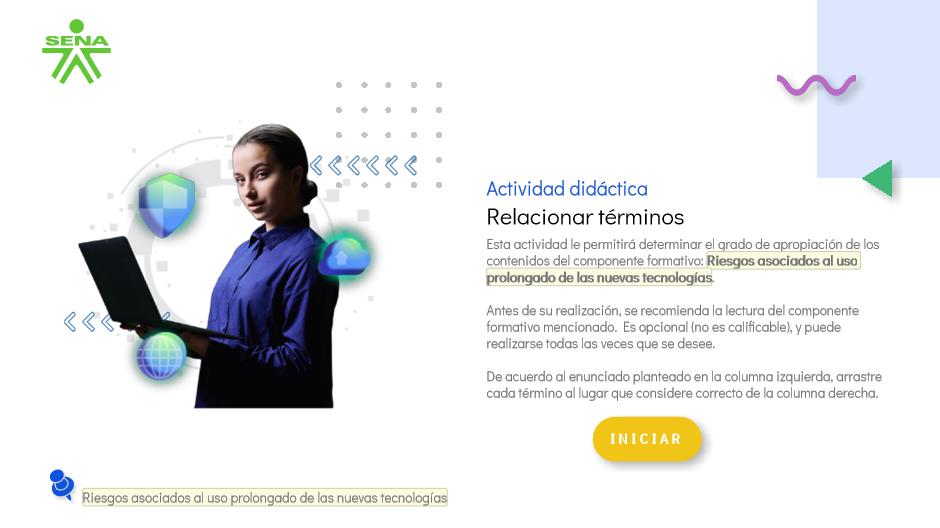 SENA
Actividad didáctica
Relacionar términos
Esta actividad le permitirá determinar el grado de apropiación de los
contenidos del componente formativo: Riesgos asociados al uso
prolongado de las nuevas tecnologías.
Antes de su realización, se recomienda la lectura del componente
formativo mencionado. Es opcional (no es calificable), y puede
realizarse todas las veces que se desee.
De acuerdo al enunciado planteado en la columna izquierda, arrastre
cada término al lugar que considere correcto de la columna derecha.
INICIAR
Riesgos asociados al uso prolongado de las nuevas tecnologías